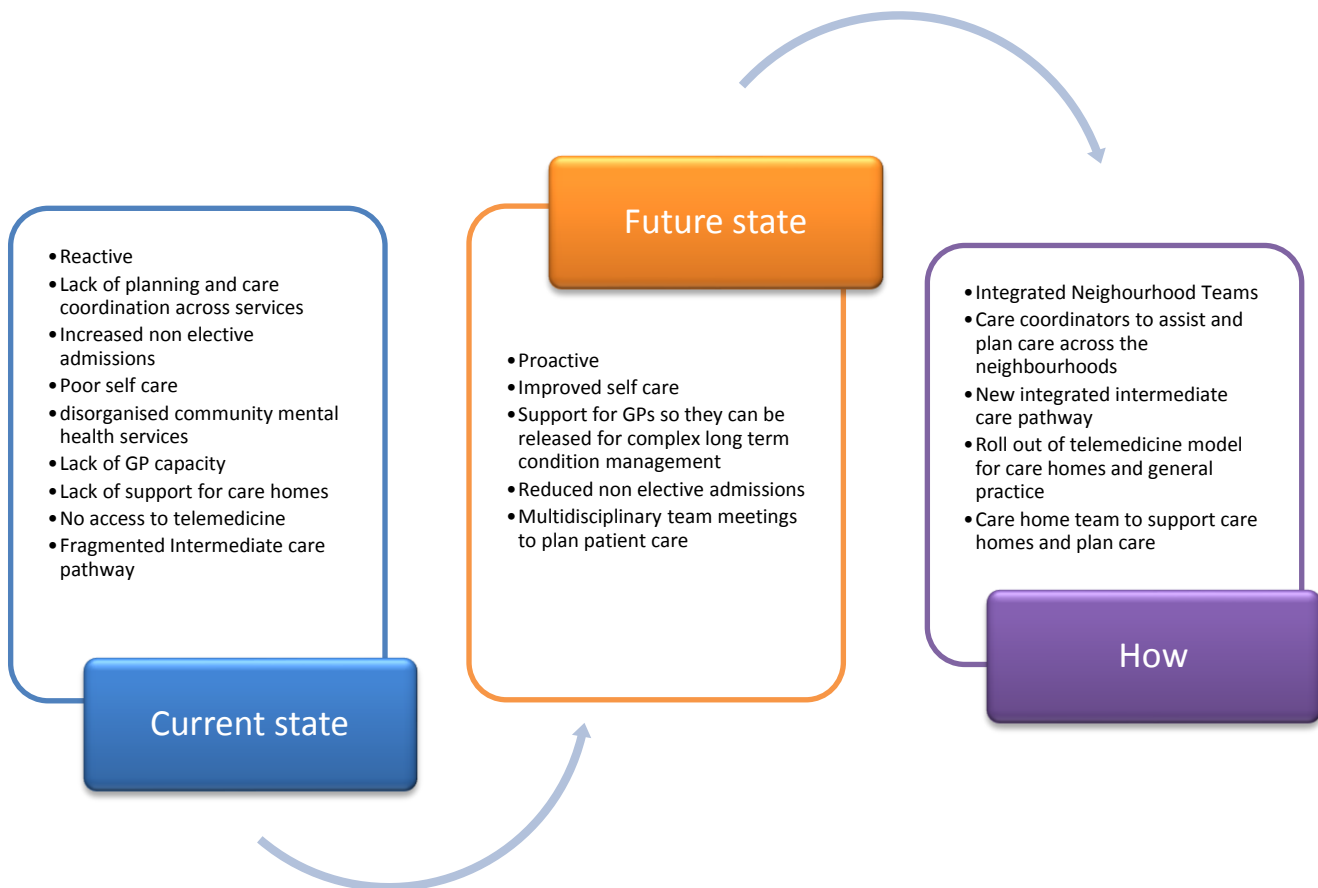 •Reactive
•Lack of planning and care
coordination across services
•Increased non elective
admissions
•Poor self care
•disorganised community mental
health services
•Lack of GP capacity
•Lack of support for care homes
•No access to telemedicine
•Fragmented Intermediate care
pathway
Current state
Future state
•Proactive
•Improved self care
•Support for GPs so they can be
released for complex long term
condition management
•Reduced non elective admissions
•Multidisciplinary team meetings
to plan patient care
•Integrated Neighourhood Teams
•Care coordinators to assist and
plan care across the
neighbourhoods
•New integrated intermediate
care pathway
•Roll out of telemedicine model
for care homes and general
practice
•Care home team to support care
homes and plan care
How